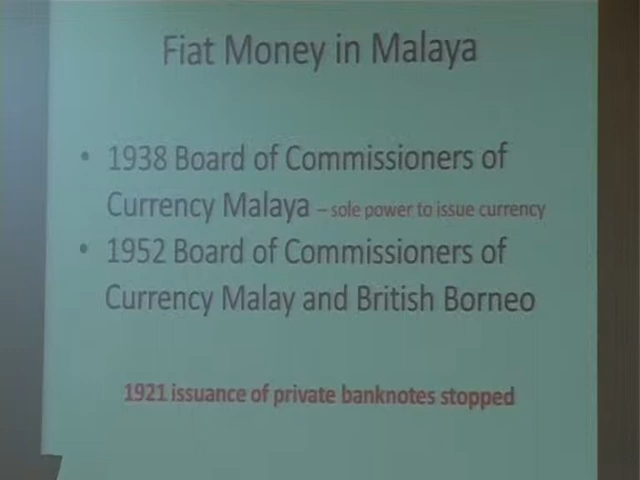 Fiat Money in Malaya
• 1938 Board of Commissioners of
Currency Malaya – sole power to issue currency
• 1952 Board of Commissioners of
Currency Malay and British Borneo
1921 issuance of private banknotes stopped